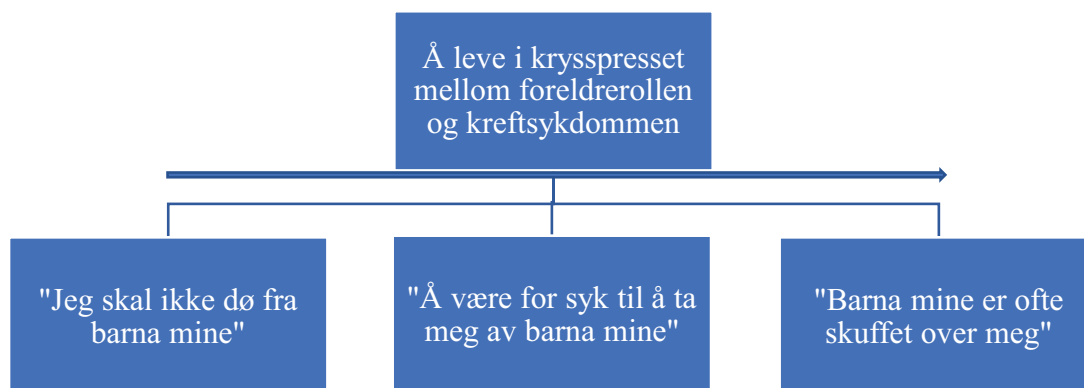 Å leve i krysspresset
mellom foreldrerollen
og kreftsykdommen
"Jeg skal ikke dø fra
barna mine"
"Å være for syk til å ta
meg av barna mine"
"Barna mine er ofte
skuffet over meg"